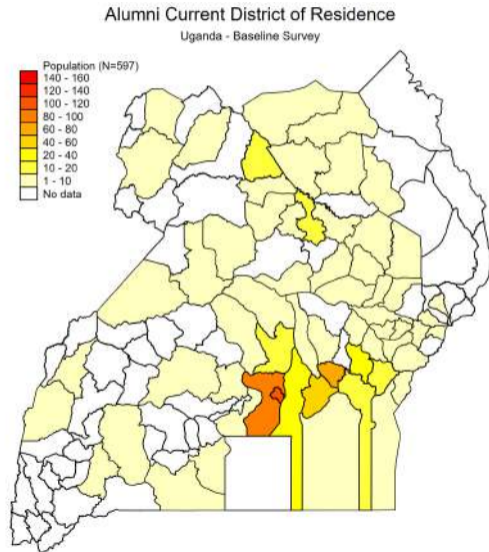 Alumni Current District of Residence
Uganda - Baseline Survey
Population (N=597)
140 - 160
120 - 140
100 - 120
80 - 100
60 - 80
40 - 60
20 - 40
10 - 20
1 - 10
No data